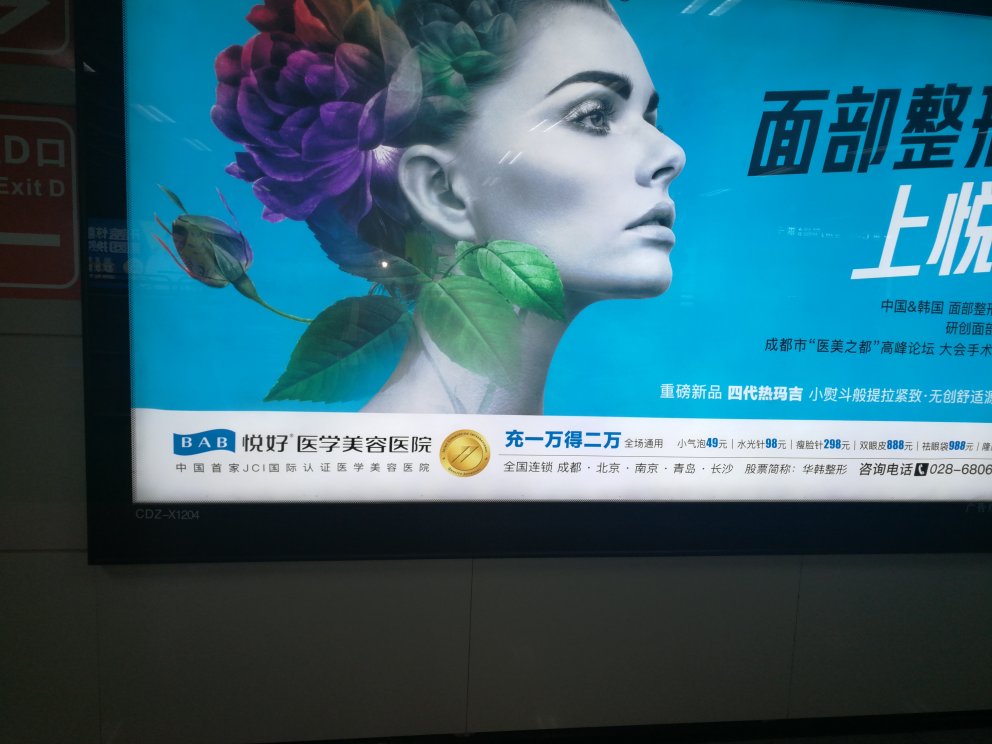 D口
Exit D
面部整形
上悦
中国&韩国 面部整形
研创面部
成都市“医美之都”高峰论坛 大会手术
重磅新品 四代热玛吉 小熨斗般提拉紧致·无创舒适源
BAB 悦好® 医学美容医院
中国首家JCI国际认证医学美容医院
充一万得二万 全场通用 小气泡49元 | 水光针98元 | 瘦脸针298元 | 双眼皮888元 | 祛眼袋988元 | 隆
全国连锁 成都 · 北京 · 南京 · 青岛 · 长沙 股票简称：华韩整形 咨询电话 028-6806
CDZ-X1204